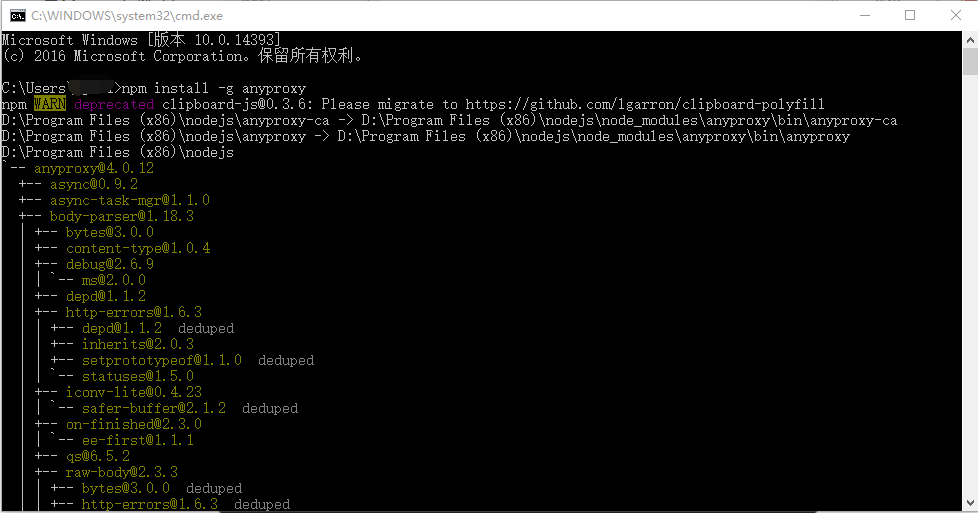 C:\WINDOWS\system32\cmd.exe
Microsoft Windows [版本 10.0.14393]
(c) 2016 Microsoft Corporation。保留所有权利。
C:\Users\ >npm install -g anyproxy
npm WARN deprecated clipboard-js@0.3.6: Please migrate to https://github.com/lgarron/clipboard-polyfill
D:\Program Files (x86)\nodejs\anyproxy-ca -> D:\Program Files (x86)\nodejs\node_modules\anyproxy\bin\anyproxy-ca
D:\Program Files (x86)\nodejs\anyproxy -> D:\Program Files (x86)\nodejs\node_modules\anyproxy\bin\anyproxy
D:\Program Files (x86)\nodejs
`-- anyproxy@4.0.12
  +-- async@0.9.2
  +-- async-task-mgr@1.1.0
  +-- body-parser@1.18.3
  | +-- bytes@3.0.0
  | +-- content-type@1.0.4
  | +-- debug@2.6.9
  | | `-- ms@2.0.0
  | +-- depd@1.1.2
  | +-- http-errors@1.6.3
  | | +-- depd@1.1.2  deduped
  | | +-- inherits@2.0.3
  | | +-- setprototypeof@1.1.0  deduped
  | | `-- statuses@1.5.0
  | +-- iconv-lite@0.4.23
  | | `-- safer-buffer@2.1.2  deduped
  | +-- on-finished@2.3.0
  | | `-- ee-first@1.1.1
  | +-- qs@6.5.2
  | +-- raw-body@2.3.3
  | | +-- bytes@3.0.0  deduped
  | | +-- http-errors@1.6.3  deduped